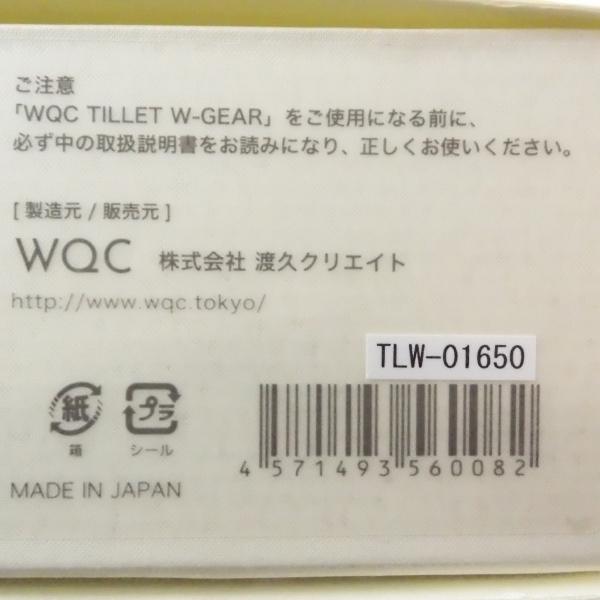 ご注意
「WQC TILLET W-GEAR」をご使用になる前に、
必ず中の取扱説明書をお読みになり、正しくお使いください。
[ 製造元 / 販売元 ]
WQC 株式会社 渡久クリエイト
http://www.wqc.tokyo/
TLW-01650
紙 プラ
箱 シール
4 571493 560082
MADE IN JAPAN